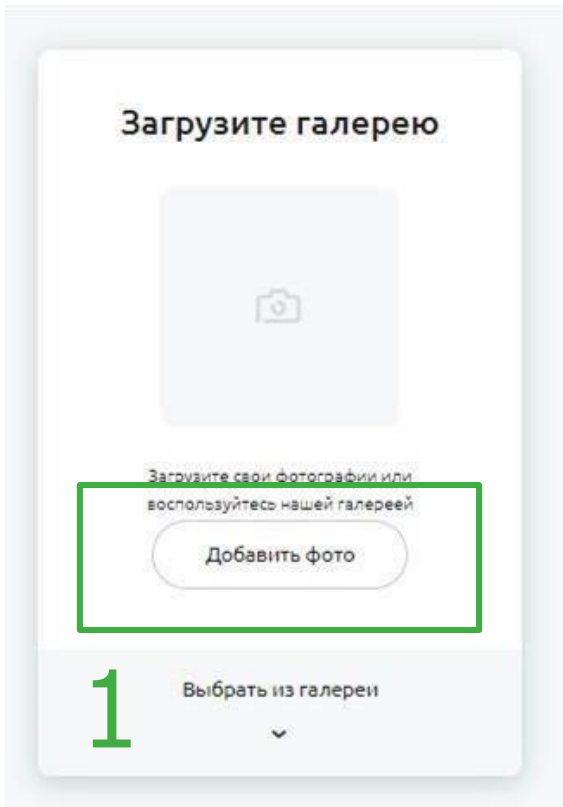 Загрузите галерею
Загрузите свои фотографии или
воспользуйтесь нашей галереей
Добавить фото
1
Выбрать из галереи